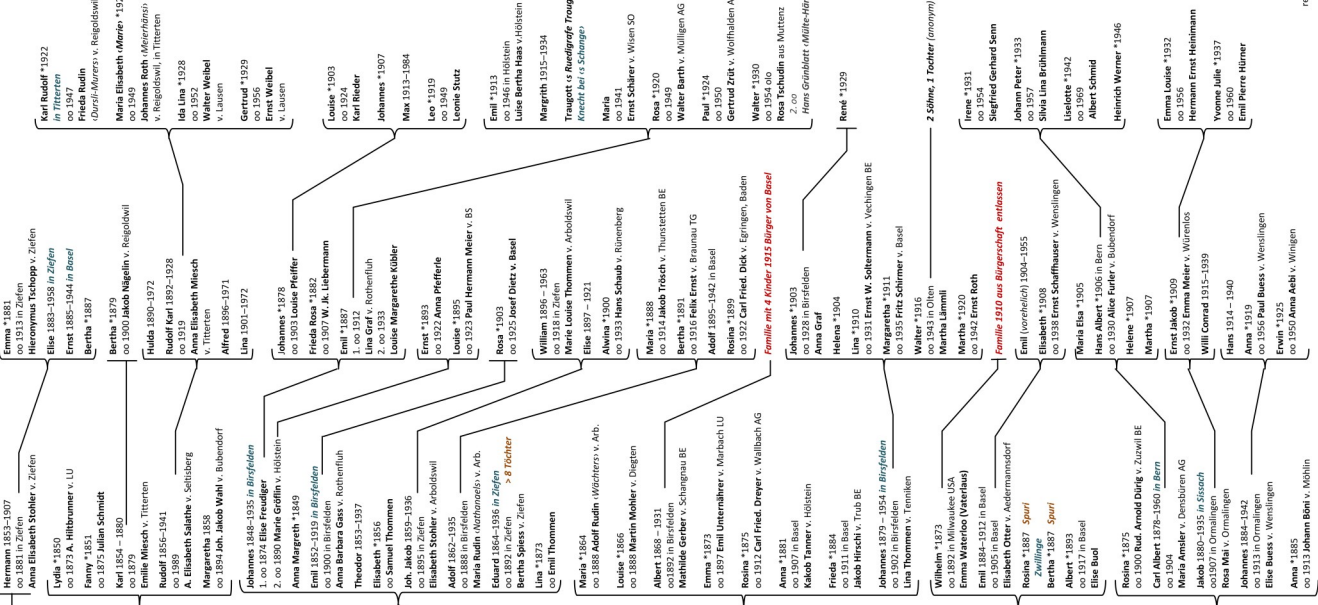 Hermann 1853–1907
oo 1881 in Ziefen
Anna Elisabeth Stohler v. Ziefen
Lydia *1850
oo 1873 A. Hiltbrunner v. LU
Fanny *1851
oo 1875 Julian Schmidt
Karl 1854 – 1880
oo 1879
Emilie Miesch v. Titterten
Rudolf 1856–1941
oo1989
A. Elisabeth Salathe v. Seltisberg
Margaretha 1858
oo 1894 Joh. Jakob Wahl v. Bubendorf
Johannes 1848–1935 in Birsfelden
1. oo 1874 Elise Freudiger
2. oo 1890 Marie Gröflin v. Hölstein
Anna Margreth *1849
Emil 1852–1919 in Birsfelden
oo 1900 in Birsfelden
Anna Barbara Gass v. Rothenfluh
Theodor 1853–1937
Elisabeth *1856
oo Samuel Thommen
Joh. Jakob 1859–1936
oo 1895 in Ziefen
Elisabeth Stohler v. Arboldswil
Adolf 1862–1935
oo 1888 in Birsfelden
Maria Rudin ‹Nathanaels› v. Arb.
Eduard 1864–1936 in Ziefen
oo 1892 in Ziefen > 8 Töchter
Bertha Spiess v. Ziefen
Lina *1873
oo Emil Thommen
Maria *1864
oo 1888 Adolf Rudin ‹Wächters› v. Arb.
Louise *1866
oo 1888 Martin Mohler v. Diegten
Albert 1868 – 1931
oo1892 in Birsfelden
Mathilde Gerber v. Schangnau BE
Emma *1873
oo 1897 Emil Unternährer v. Marbach LU
Rosina *1875
oo 1912 Carl Fried. Dreyer v. Wallbach AG
Anna *1881
oo 1907 in Basel
Kakob Tanner v. Hölstein
Frieda *1884
oo 1911 in Basel
Jakob Hirschi v. Trub BE
Johannes 1879 – 1954 in Birsfelden
oo 1902 in Birsfelden
Lina Thommen v. Tenniken
Wilhelm *1873
oo 1892 in Milwaukee USA
Emma Waterloo (Vaterlaus)
Emil 1884–1912 in Basel
oo 1905 in Basel
Elisabeth Otter v. Aedermannsdorf
Rosina *1887 Spuri
Zwillinge
Bertha *1887 Spuri
Albert *1893
oo 1917 in Basel
Elise Buol
Rosina *1875
oo 1900 Rud. Arnold Dürig v. Zuzwil BE
Carl Albert 1878–1960 in Bern
oo 1904
Maria Amsler v. Densbüren AG
Jakob 1880–1935 in Sissach
oo1907 in Ormalingen
Rosa Mai v. Ormalingen
Johannes 1884–1942
oo 1913 in Ormalingen
Elise Buess v. Wenslingen
Anna *1885
oo 1913 Johann Böni v. Möhlin
Emma *1881
oo 1913 in Ziefen
Hieronymus Tschopp v. Ziefen
Elise 1883–1958 in Ziefen
Ernst 1885–1944 in Basel
Bertha *1887
Bertha *1879
oo 1900 Jakob Nägelin v. Reigoldwil
Hulda 1890–1972
Rudolf Karl 1892–1928
oo 1919
Anna Elisabeth Miesch
v. Titterten
Alfred 1896–1971
Lina 1901–1972
Johannes *1878
oo 1903 Louise Pfeiffer
Frieda Rosa *1882
oo 1907 W. Jk. Liebermann
Emil *1887
1. oo 1912
Lina Graf v. Rothenfluh
2. oo 1933
Louise Margarethe Kübler
Ernst *1893
oo 1922 Anna Pfefferle
Louise *1895
oo 1923 Paul Hermann Meier v. BS
Rosa *1903
oo 1925 Josef Dietz v. Basel
William 1896 – 1963
oo 1918 in Ziefen
Marie Louise Thommen v. Arboldswil
Elise 1897 – 1921
Alwina *1900
oo 1933 Hans Schaub v. Rünenberg
Maria *1888
oo 1914 Jakob Trösch v. Thunstetten BE
Bertha *1891
oo 1916 Felix Ernst v. Braunau TG
Adolf 1895–1942 in Basel
Rosina *1899
oo 1922 Carl Fried. Dick v. Egringen, Baden
Familie mit 4 Kinder 1915 Bürger von Basel
Johannes *1903
oo 1928 in Birsfelden
Anna Graf
Helena *1904
Lina *1910
oo 1931 Ernst W. Soltermann v. Vechingen BE
Margaretha *1911
oo 1935 Fritz Schirmer v. Basel
Walter *1916
oo 1943 in Olten
Martha Lämmli
Martha *1920
oo 1942 Ernst Roth
Familie 1910 aus Bürgerschaft entlassen
Emil (vorehelich) 1904–1955
Elisabeth *1908
oo 1938 Ernst Schaffhauser v. Wenslingen
Maria Elsa *1905
Hans Albert *1906 in Bern
oo 1930 Alice Furler v. Bubendorf
Helene *1907
Martha *1907
Ernst Jakob *1909
oo 1932 Emma Meier v. Würenlos
Willi Conrad 1915–1939
Hans 1914 – 1940
Anna *1919
oo 1956 Paul Buess v. Wenslingen
Erwin *1925
oo 1950 Anna Aebi v. Winigen
Karl Rudolf *1922
in Titterten
oo 1947
Frieda Rudin
‹Dursli-Murers› v. Reigoldswil
Maria Elisabeth ‹Marie›
oo 1949
Johannes Roth ‹Meierhänsi›
v. Reigoldswil, in Titterten
Ida Lina *1928
oo 1952
Walter Weibel
v. Lausen
Gertrud *1929
oo 1956
Ernst Weibel
v. Lausen
Louise *1903
oo 1924
Karl Rieder
Johannes *1907
Max 1913–1984
Leo *1919
oo 1949
Leonie Stutz
Emil *1913
oo 1946 in Hölstein
Luise Bertha Haas v.Hölstein
Margrith 1915–1934
Traugott ‹s Ruedigrafe
Knecht bei ‹s Schange›
Maria
oo 1941
Ernst Schärer v. Wisen SO
Rosa *1920
oo 1949
Walter Barth v. Mülligen AG
Paul *1924
oo 1950
Gertrud Zrüt v. Wolfhalden
Walter *1930
oo 1954 olo
Rosa Tschudin aus Muttenz
2. oo
Hans Grünblatt
René *1929
2 Söhne, 1 Tochter (anonym)
Irene *1931
oo 1954
Siegfried Gerhard Senn
Johann Peter *1933
oo 1957
Silvia Lina Brühlmann
Liselotte *1942
oo 1969
Albert Schmid
Heinrich Werner *1946
Emma Louise *1932
oo 1956
Hermann Ernst Heinimann
Yvonne Julie *1937
oo 1960
Emil Pierre Hürner